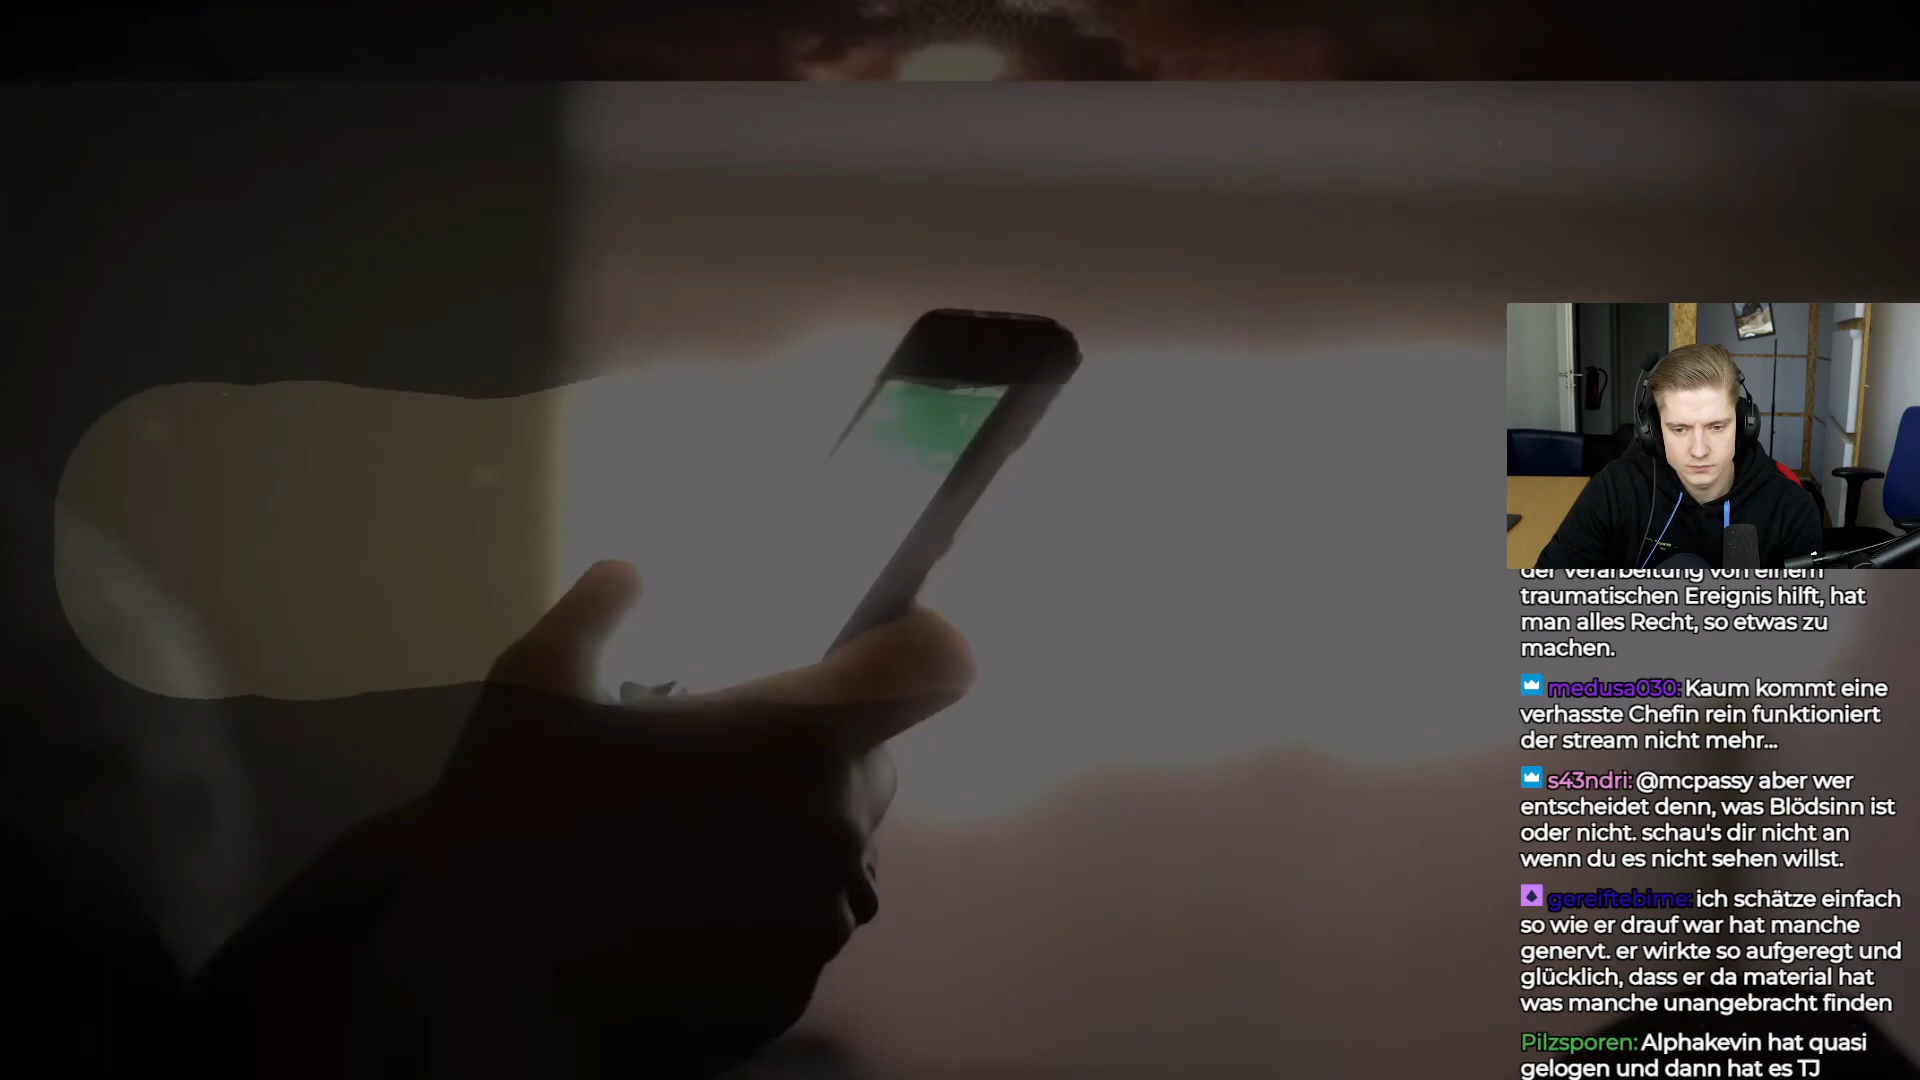 der Verarbeitung von einem
traumatischen Ereignis hilft, hat
man alles Recht, so etwas zu
machen.
medusa030: Kaum kommt eine
verhasste Chefin rein funktioniert
der stream nicht mehr...
s43ndri: @mcpassy aber wer
entscheidet denn, was Blödsinn ist
oder nicht. schau's dir nicht an
wenn du es nicht sehen willst.
gereiftebirne: ich schätze einfach
so wie er drauf war hat manche
genervt. er wirkte so aufgeregt und
glücklich, dass er da material hat
was manche unangebracht finden
Pilzsporen: Alphakevin hat quasi
gelogen und dann hat es TJ